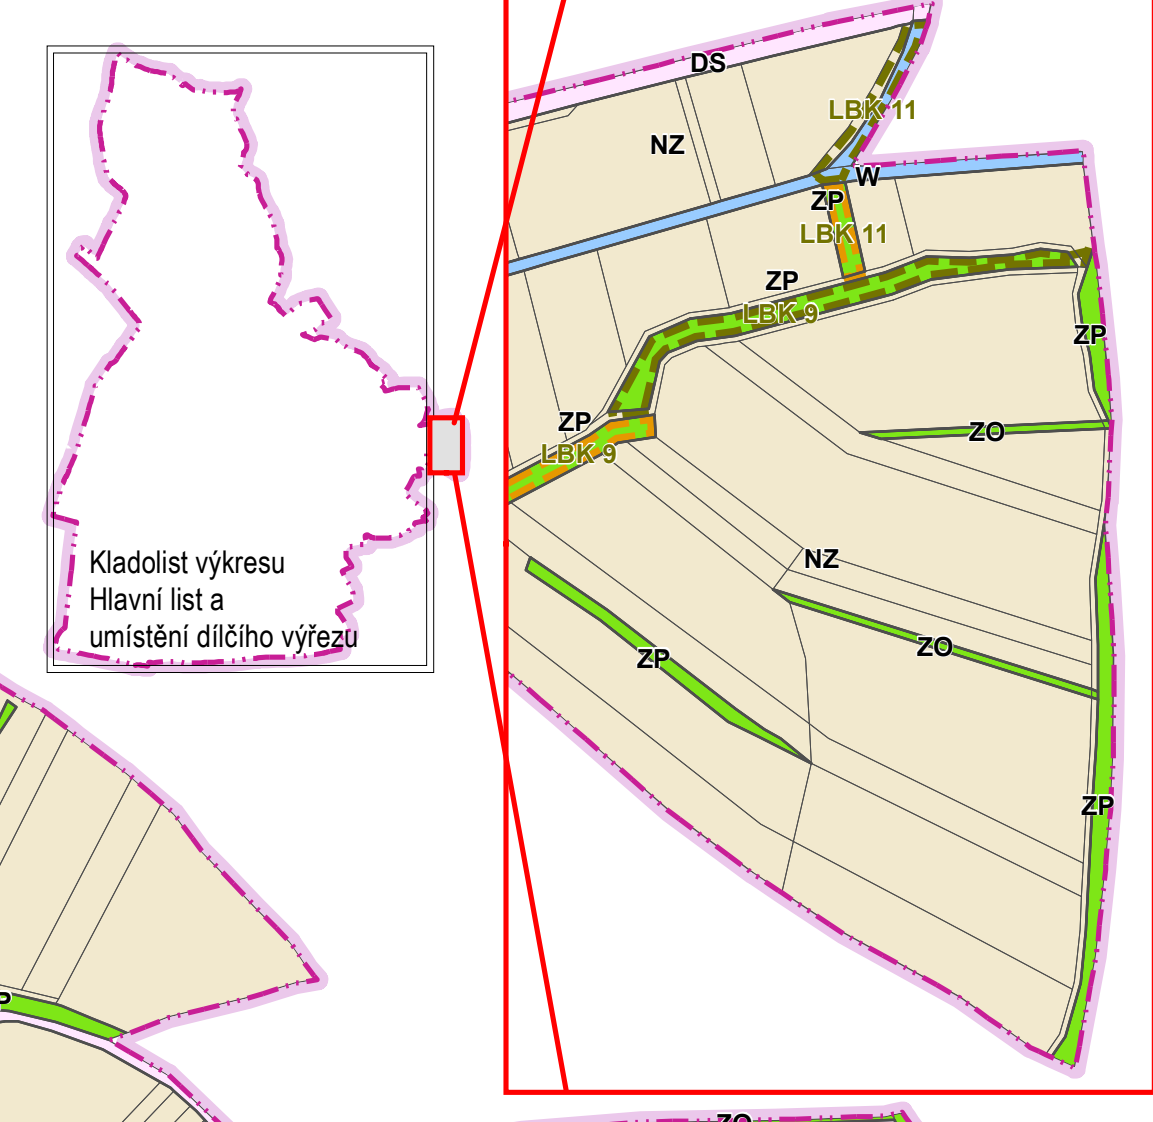 DS
LBK 11
NZ
W
ZP
LBK 11
ZP
LBK 9
ZP
ZP
LBK 9
ZO
Kladolist výkresu
Hlavní list a
umístění dílčího výřezu
NZ
ZO
ZP
ZP
P
ZO